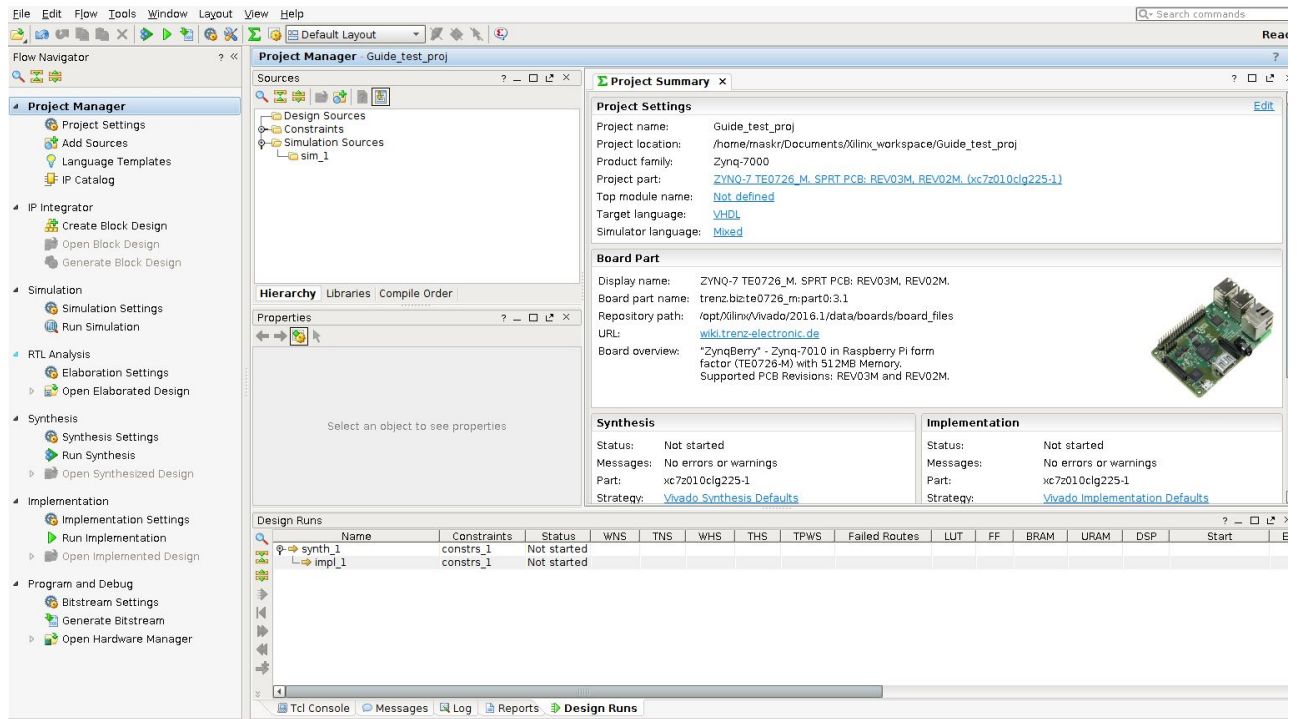 File Edit Flow Tools Window Layout View Help
Search commands
Default Layout
Flow Navigator
Project Manager - Guide_test_proj
Project Manager
Project Settings
Add Sources
Language Templates
IP Catalog
IP Integrator
Create Block Design
Open Block Design
Generate Block Design
Simulation
Simulation Settings
Run Simulation
RTL Analysis
Elaboration Settings
Open Elaborated Design
Synthesis
Synthesis Settings
Run Synthesis
Open Synthesized Design
Implementation
Implementation Settings
Run Implementation
Open Implemented Design
Program and Debug
Bitstream Settings
Generate Bitstream
Open Hardware Manager
Sources
Design Sources
Constraints
Simulation Sources
sim_1
Hierarchy Libraries Compile Order
Properties
Select an object to see properties
Project Summary
Project Settings Edit
Project name: Guide_test_proj
Project location: /home/maskr/Documents/Xilinx_workspace/Guide_test_proj
Product family: Zynq-7000
Project part: ZYNQ-7 TE0726_M. SPRT PCB: REV03M, REV02M. (xc7z010clg225-1)
Top module name: Not defined
Target language: VHDL
Simulator language: Mixed
Board Part
Display name: ZYNQ-7 TE0726_M. SPRT PCB: REV03M, REV02M.
Board part name: trenz.biz:te0726_m:part0:3.1
Repository path: /opt/Xilinx/Vivado/2016.1/data/boards/board_files
URL: wiki.trenz-electronic.de
Board overview: "ZynqBerry" - Zynq-7010 in Raspberry Pi form
factor (TE0726-M) with 512MB Memory.
Supported PCB Revisions: REV03M and REV02M.
Synthesis
Status: Not started
Messages: No errors or warnings
Part: xc7z010clg225-1
Strategy: Vivado Synthesis Defaults
Implementation
Status: Not started
Messages: No errors or warnings
Part: xc7z010clg225-1
Strategy: Vivado Implementation Defaults
Design Runs
Name Constraints Status WNS TNS WHS THS TPWS Failed Routes LUT FF BRAM URAM DSP Start
synth_1 constrs_1 Not started
impl_1 constrs_1 Not started
Tcl Console Messages Log Reports Design Runs